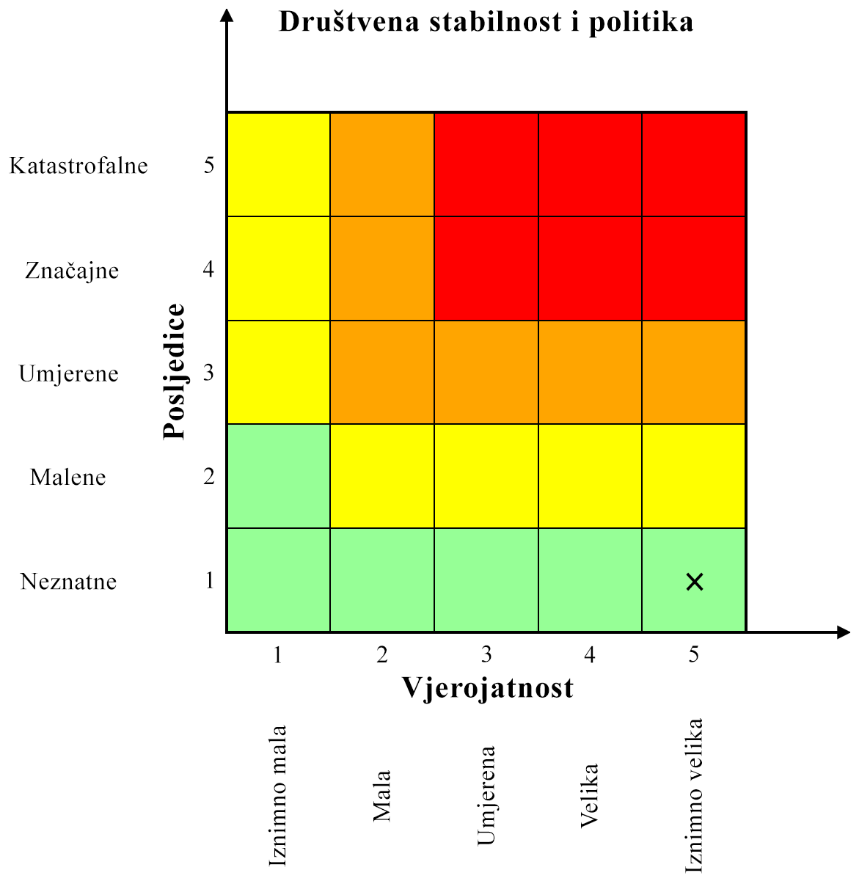 Društvena stabilnost i politika
Katastrofalne 5
Značajne 4
Umjerene 3
Malene 2
Neznatne 1
Posljedice
×
1 2 3 4 5
Vjerojatnost
Iznimno mala
Mala
Umjerena
Velika
Iznimno velika